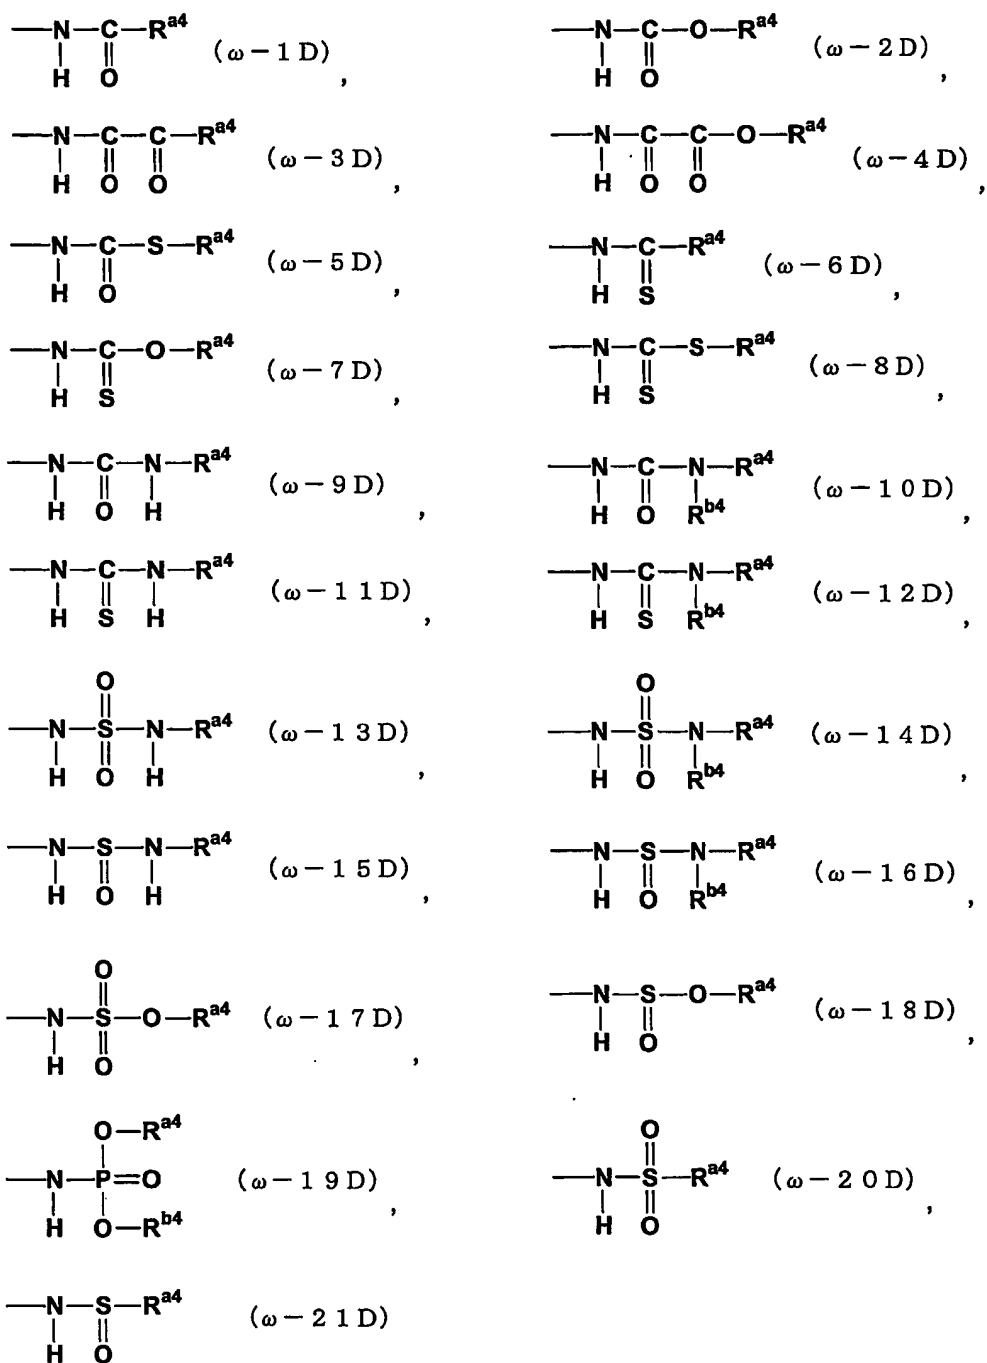 —N—C—R^a4 (ω−1D),
H O
—N—C—O—R^a4 (ω−2D),
H O
—N—C—C—R^a4 (ω−3D),
H O O
—N—C—C—O—R^a4 (ω−4D),
H O O
—N—C—S—R^a4 (ω−5D),
H O
—N—C—R^a4 (ω−6D),
H S
—N—C—O—R^a4 (ω−7D),
H S
—N—C—S—R^a4 (ω−8D),
H S
—N—C—N—R^a4 (ω−9D),
H O H
—N—C—N—R^a4 (ω−10D),
H O R^b4
—N—C—N—R^a4 (ω−11D),
H S H
—N—C—N—R^a4 (ω−12D),
H S R^b4
O
—N—S—N—R^a4 (ω−13D),
H O H
O
—N—S—N—R^a4 (ω−14D),
H O R^b4
—N—S—N—R^a4 (ω−15D),
H O H
—N—S—N—R^a4 (ω−16D),
H O R^b4
O
—N—S—O—R^a4 (ω−17D),
H O
—N—S—O—R^a4 (ω−18D),
H O
O—R^a4
—N—P=O (ω−19D),
H O—R^b4
O
—N—S—R^a4 (ω−20D),
H O
—N—S—R^a4 (ω−21D)
H O